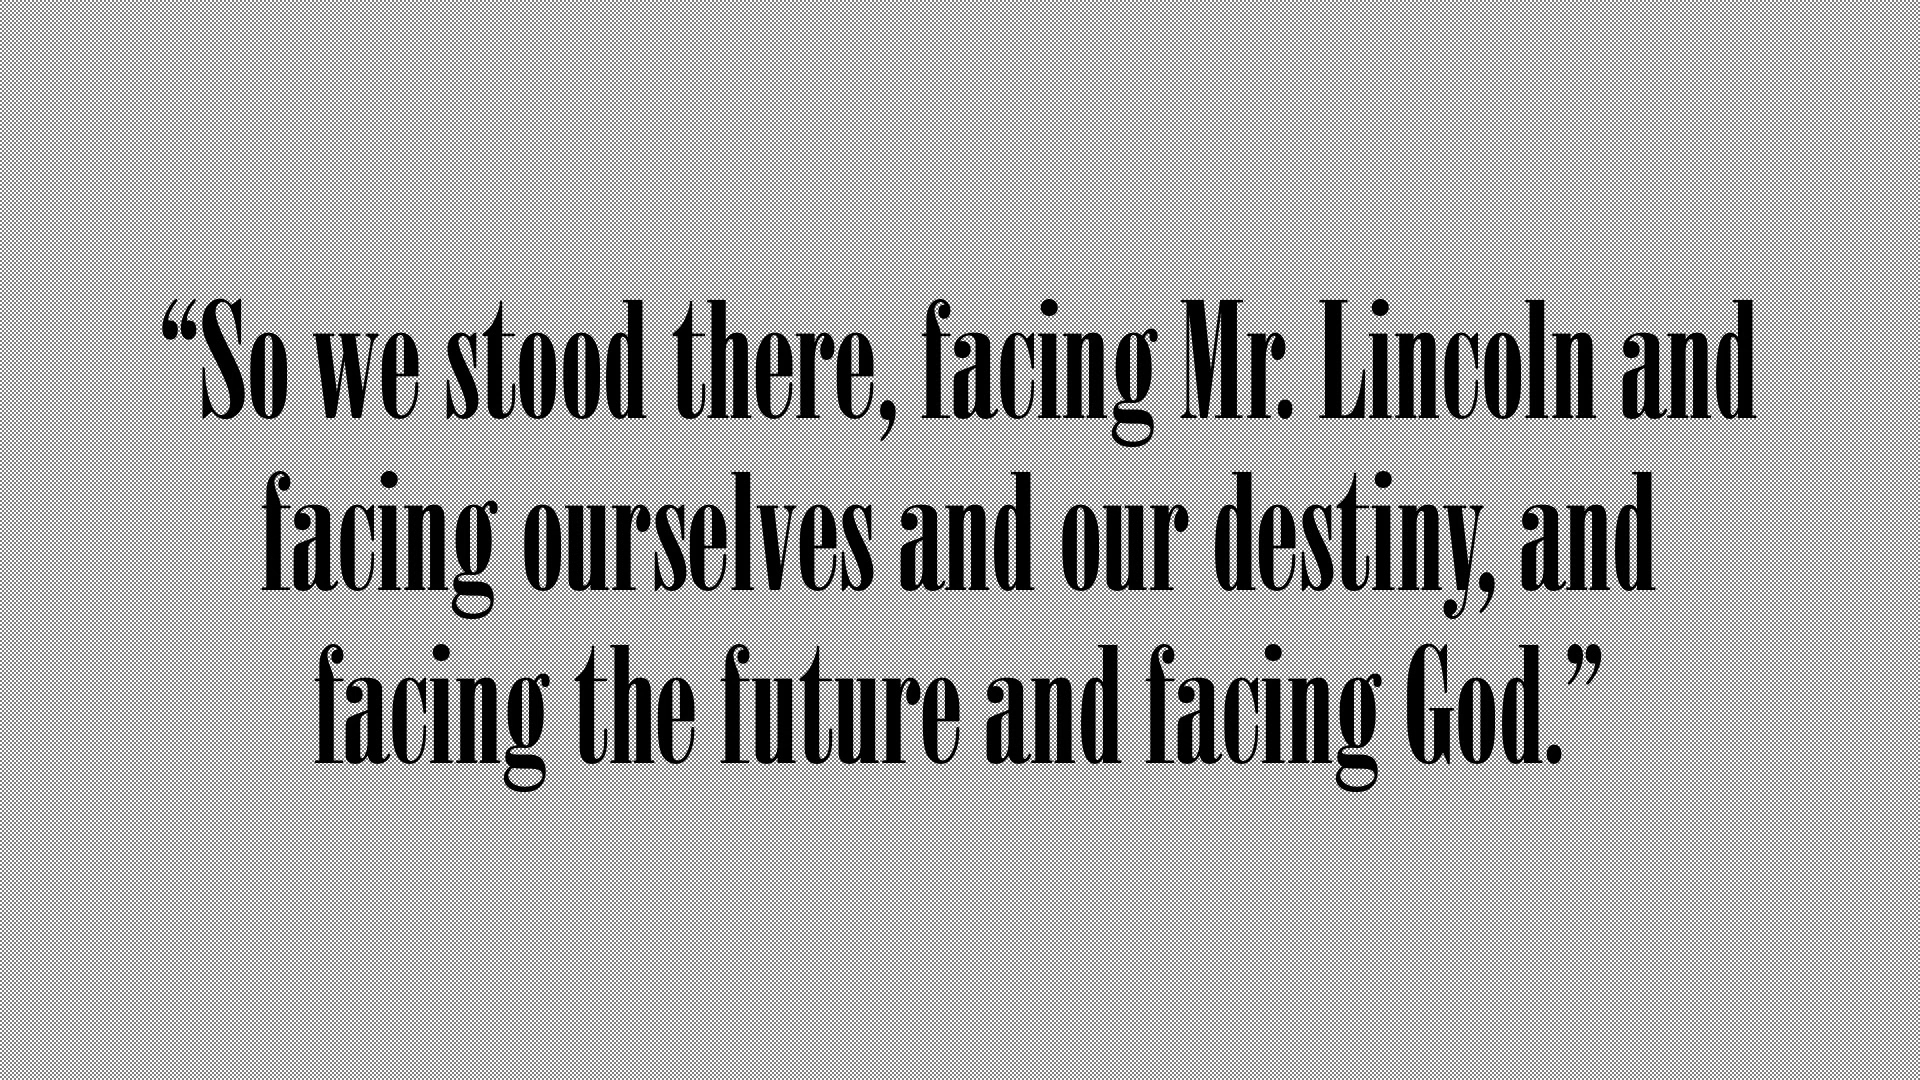 “So we stood there, facing Mr. Lincoln and
facing ourselves and our destiny, and
facing the future and facing God.”